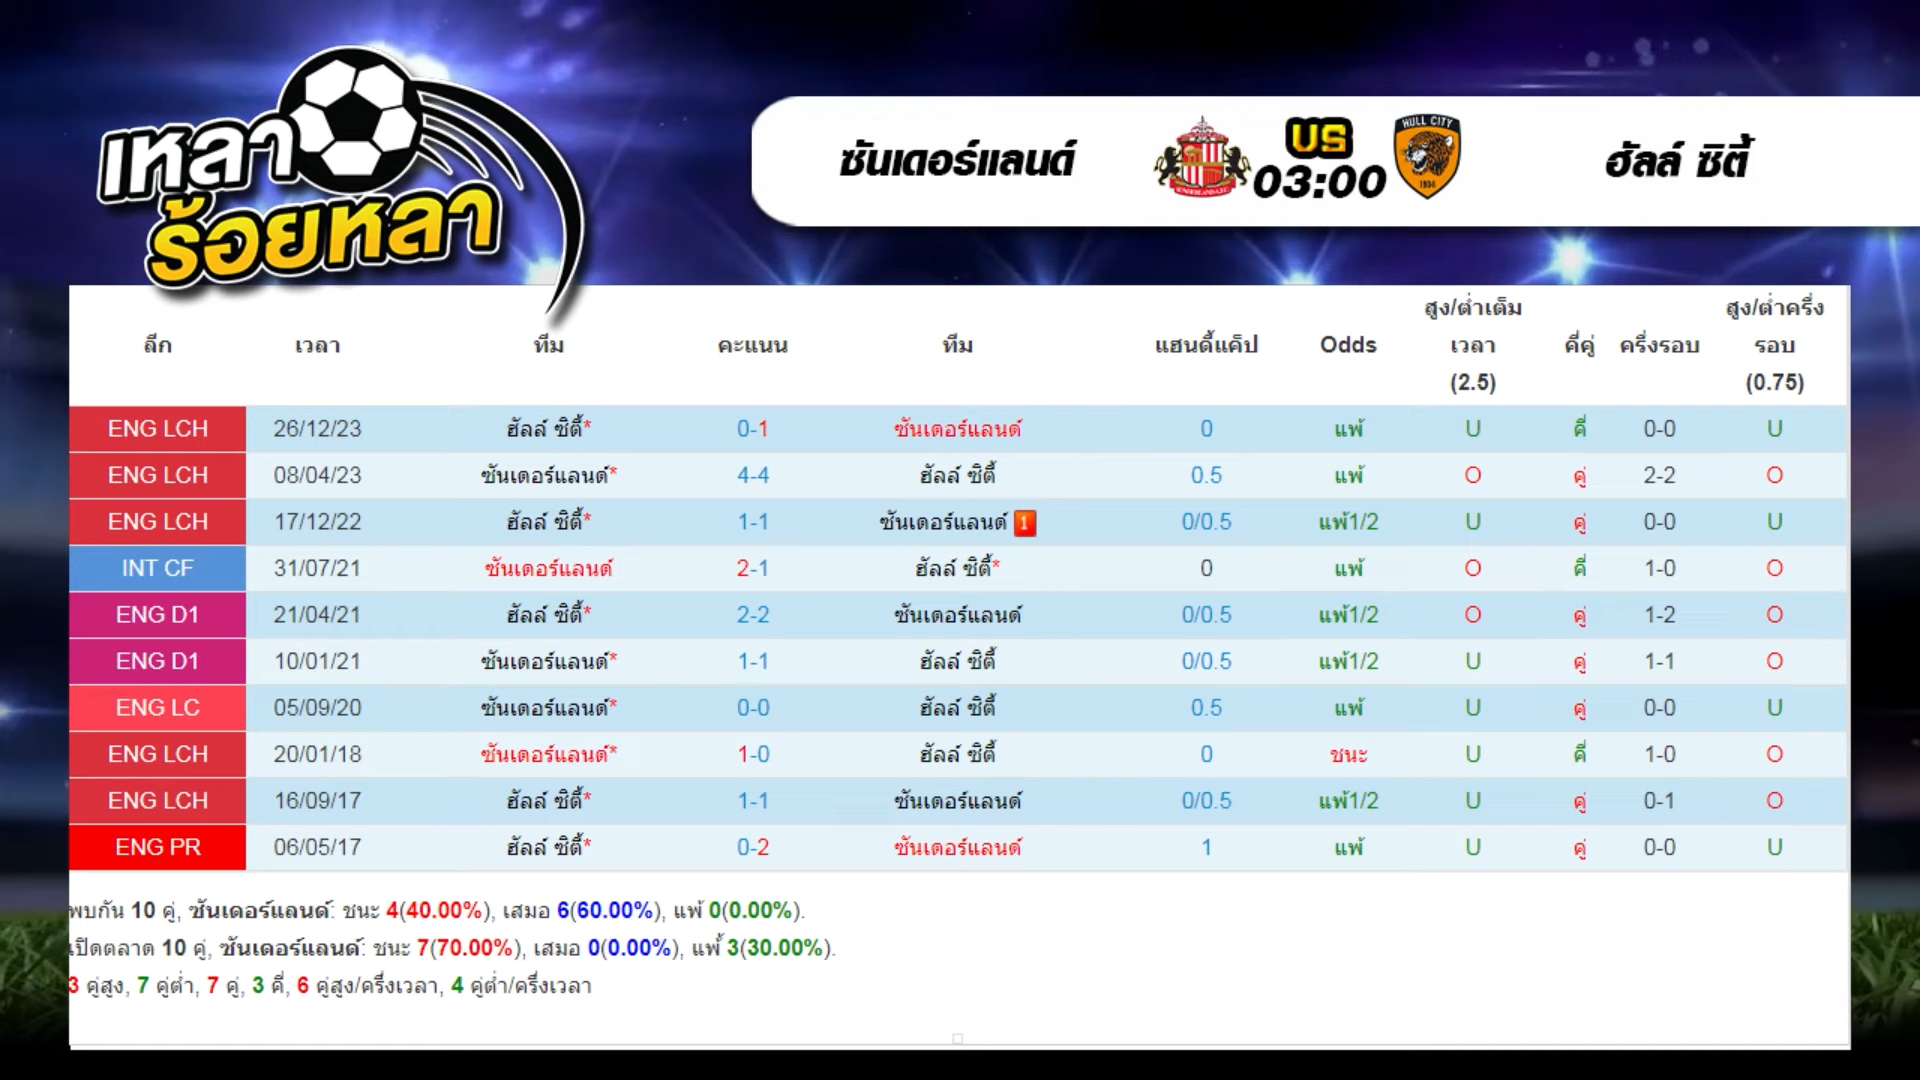 เหลา
ร้อยหลา
ซันเดอร์แลนด์ US 03:00 HULL CITY 1904 ฮัลล์ ซิตี้
ลีก เวลา ทีม คะแนน ทีม แฮนดี้แค็ป Odds สูง/ต่ำเต็มเวลา (2.5) คี่คู่ ครึ่งรอบ สูง/ต่ำครึ่งรอบ (0.75)
ENG LCH 26/12/23 ฮัลล์ ซิตี้* 0-1 ซันเดอร์แลนด์ 0 แพ้ U คี่ 0-0 U
ENG LCH 08/04/23 ซันเดอร์แลนด์* 4-4 ฮัลล์ ซิตี้ 0.5 แพ้ O คู่ 2-2 O
ENG LCH 17/12/22 ฮัลล์ ซิตี้* 1-1 ซันเดอร์แลนด์ 1 0/0.5 แพ้1/2 U คู่ 0-0 U
INT CF 31/07/21 ซันเดอร์แลนด์ 2-1 ฮัลล์ ซิตี้* 0 แพ้ O คี่ 1-0 O
ENG D1 21/04/21 ฮัลล์ ซิตี้* 2-2 ซันเดอร์แลนด์ 0/0.5 แพ้1/2 O คู่ 1-2 O
ENG D1 10/01/21 ซันเดอร์แลนด์* 1-1 ฮัลล์ ซิตี้ 0/0.5 แพ้1/2 U คู่ 1-1 O
ENG LC 05/09/20 ซันเดอร์แลนด์* 0-0 ฮัลล์ ซิตี้ 0.5 แพ้ U คู่ 0-0 U
ENG LCH 20/01/18 ซันเดอร์แลนด์* 1-0 ฮัลล์ ซิตี้ 0 ชนะ U คี่ 1-0 O
ENG LCH 16/09/17 ฮัลล์ ซิตี้* 1-1 ซันเดอร์แลนด์ 0/0.5 แพ้1/2 U คู่ 0-1 O
ENG PR 06/05/17 ฮัลล์ ซิตี้* 0-2 ซันเดอร์แลนด์ 1 แพ้ U คู่ 0-0 U
พบกัน 10 คู่, ซันเดอร์แลนด์: ชนะ 4(40.00%), เสมอ 6(60.00%), แพ้ 0(0.00%).
เปิดตลาด 10 คู่, ซันเดอร์แลนด์: ชนะ 7(70.00%), เสมอ 0(0.00%), แพ้ 3(30.00%).
3 คู่สูง, 7 คู่ต่ำ, 7 คู่, 3 คี่, 6 คู่สูง/ครึ่งเวลา, 4 คู่ต่ำ/ครึ่งเวลา